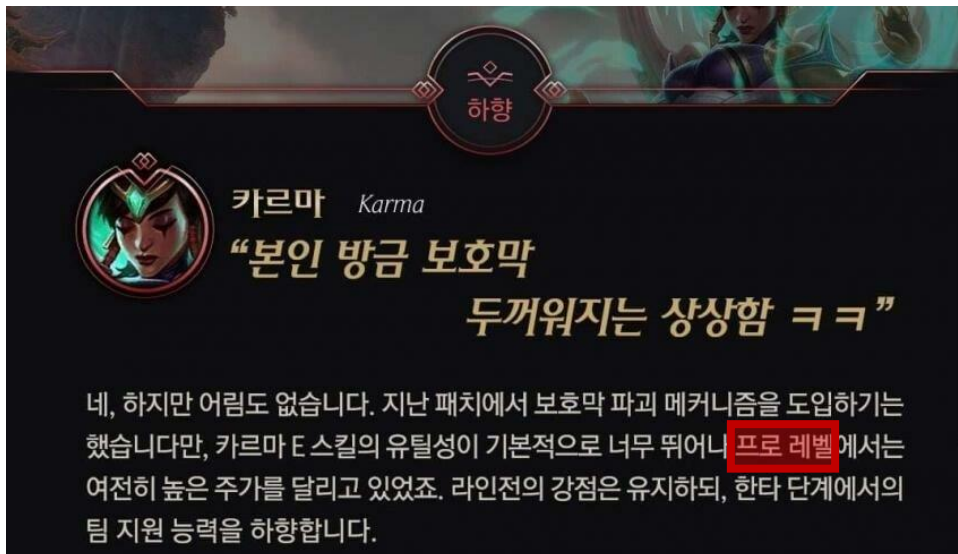 하향
카르마 Karma
“본인 방금 보호막
두꺼워지는 상상함 ㅋㅋ”
네, 하지만 어림도 없습니다. 지난 패치에서 보호막 파괴 메커니즘을 도입하기는
했습니다만, 카르마 E 스킬의 유틸성이 기본적으로 너무 뛰어나 프로 레벨에서는
여전히 높은 주가를 달리고 있었죠. 라인전의 강점은 유지하되, 한타 단계에서의
팀 지원 능력을 하향합니다.